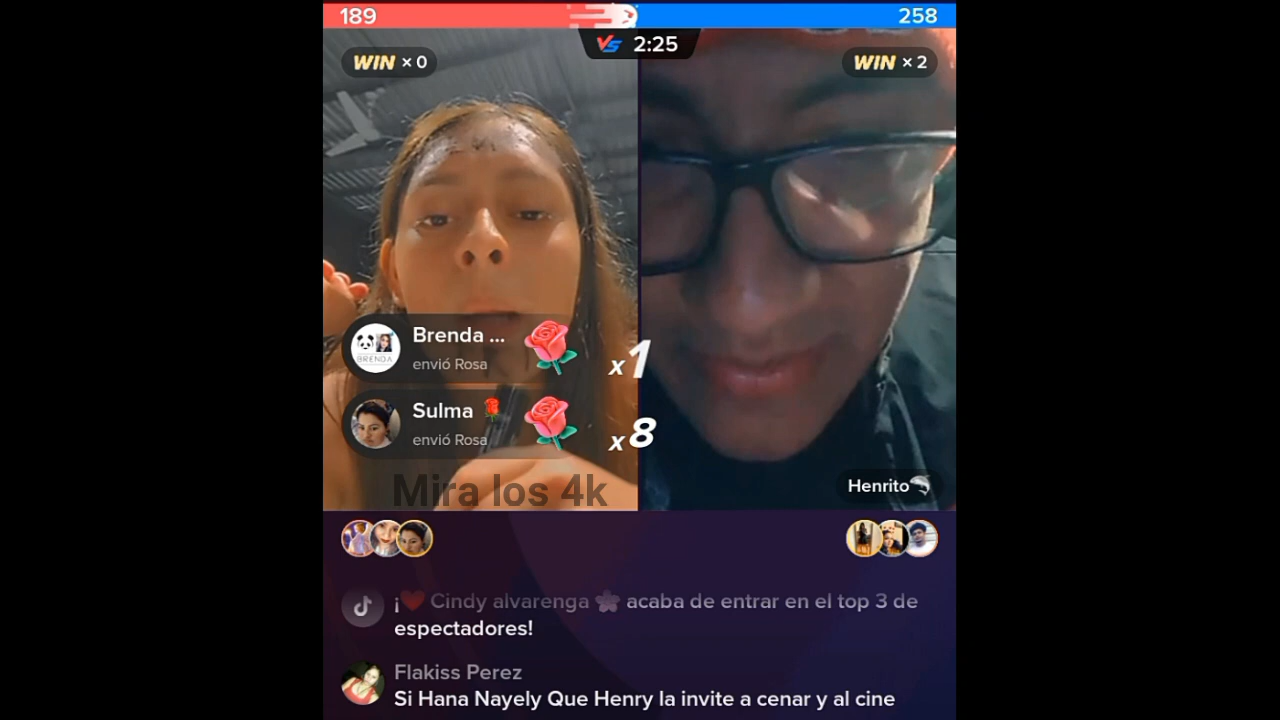 189
258
VS 2:25
WIN × 0
WIN × 2
Brenda ...
envió Rosa
x1
BRENDA
Sulma
envió Rosa
x8
Mira los 4k
Henrito
¡❤️ Cindy alvarenga 🌸 acaba de entrar en el top 3 de
espectadores!
Flakiss Perez
Si Hana Nayely Que Henry la invite a cenar y al cine